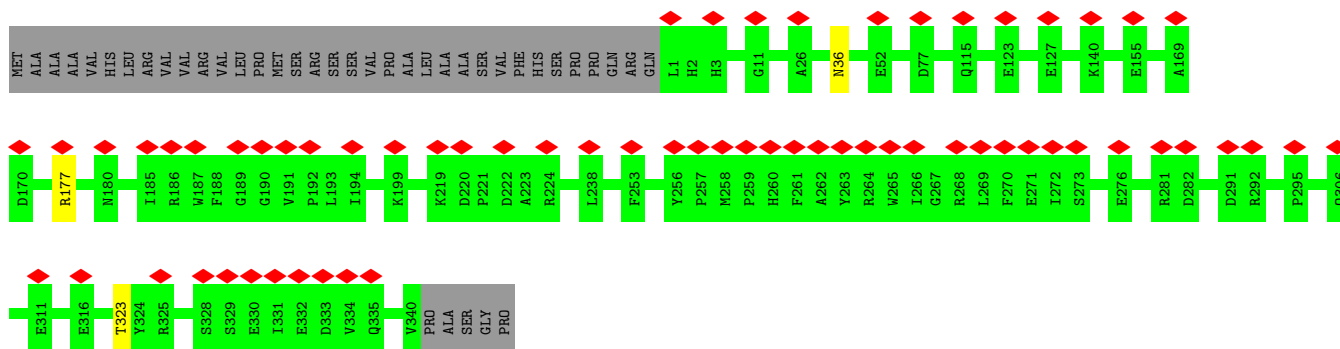 MET ALA ALA ALA VAL HIS LEU ARG VAL VAL ARG VAL LEU PRO MET SER ARG SER SER VAL PRO ALA LEU ALA ALA SER VAL PHE HIS SER PRO PRO GLN ARG GLN L1 H2 H3 G11 A26 N36 E52 D77 Q115 E123 E127 K140 E155 A169
D170 R177 N180 I185 R186 W187 F188 G189 G190 V191 P192 L193 I194 K199 K219 D220 P221 D222 A223 R224 L238 F253 Y256 P257 M258 P259 H260 F261 A262 Y263 R264 W265 I266 G267 R268 L269 F270 E271 I272 S273 E276 R281 D282 D291 R292 P295
E311 E316 T323 Y324 R325 S328 S329 E330 I331 E332 D333 V334 Q335 V340 PRO ALA SER GLY PRO